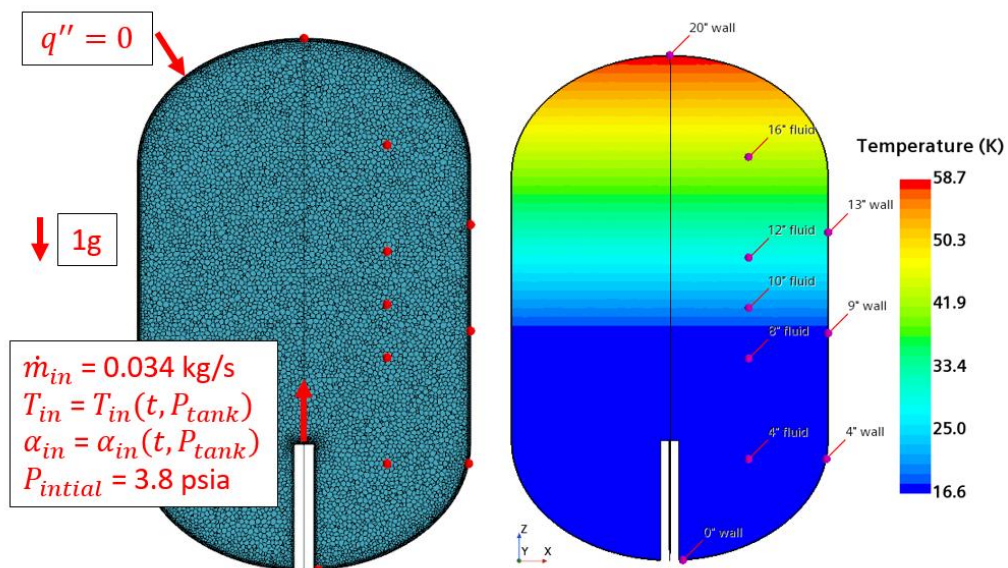 q'' = 0
1g
ṁ_in = 0.034 kg/s
T_in = T_in(t, P_tank)
α_in = α_in(t, P_tank)
P_intial = 3.8 psia
20" wall
16" fluid
13" wall
12" fluid
10" fluid
9" wall
8" fluid
4" fluid
4" wall
0" wall
Z
Y X
Temperature (K)
58.7
50.3
41.9
33.4
25.0
16.6